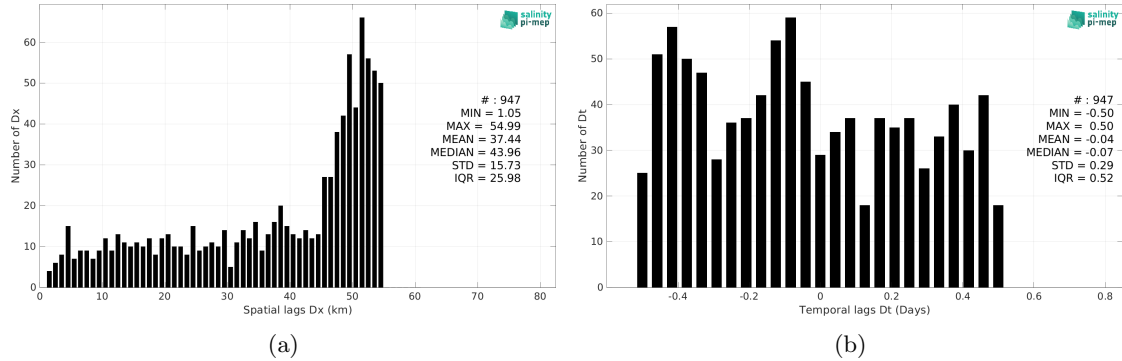 salinity
pi-mep
60
50
40
30
20
10
0
Number of Dx
# : 947
MIN = 1.05
MAX = 54.99
MEAN = 37.44
MEDIAN = 43.96
STD = 15.73
IQR = 25.98
0 10 20 30 40 50 60 70 80
Spatial lags Dx (km)
(a)
salinity
pi-mep
60
50
40
30
20
10
0
Number of Dt
# : 947
MIN = -0.50
MAX = 0.50
MEAN = -0.04
MEDIAN = -0.07
STD = 0.29
IQR = 0.52
-0.4 -0.2 0 0.2 0.4 0.6 0.8
Temporal lags Dt (Days)
(b)